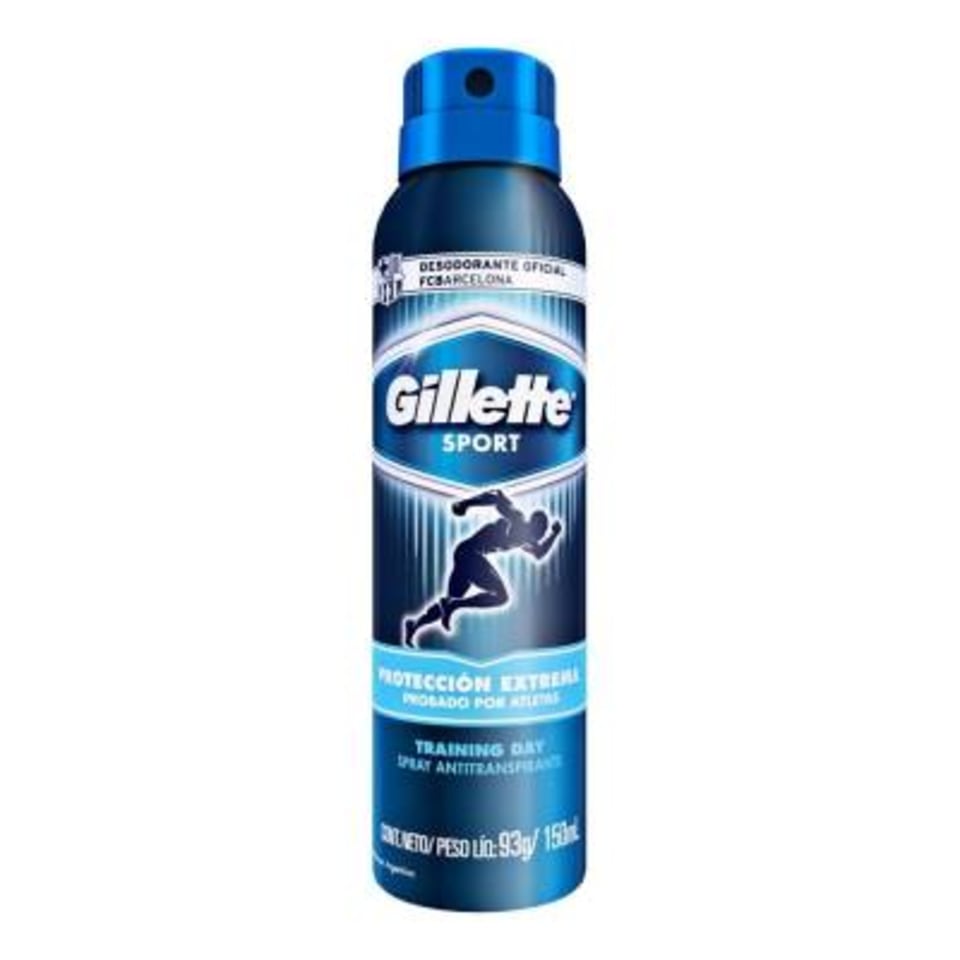 DESODORANTE OFICIAL
FCBARCELONA
Gillette
SPORT
PROTECCIÓN EXTREMA
PROBADO POR ATLETAS
TRAINING DAY
SPRAY ANTITRANSPIRANTE
CONT.NETO/ PESO LÍQ.: 93g/ 150mL
Argentina